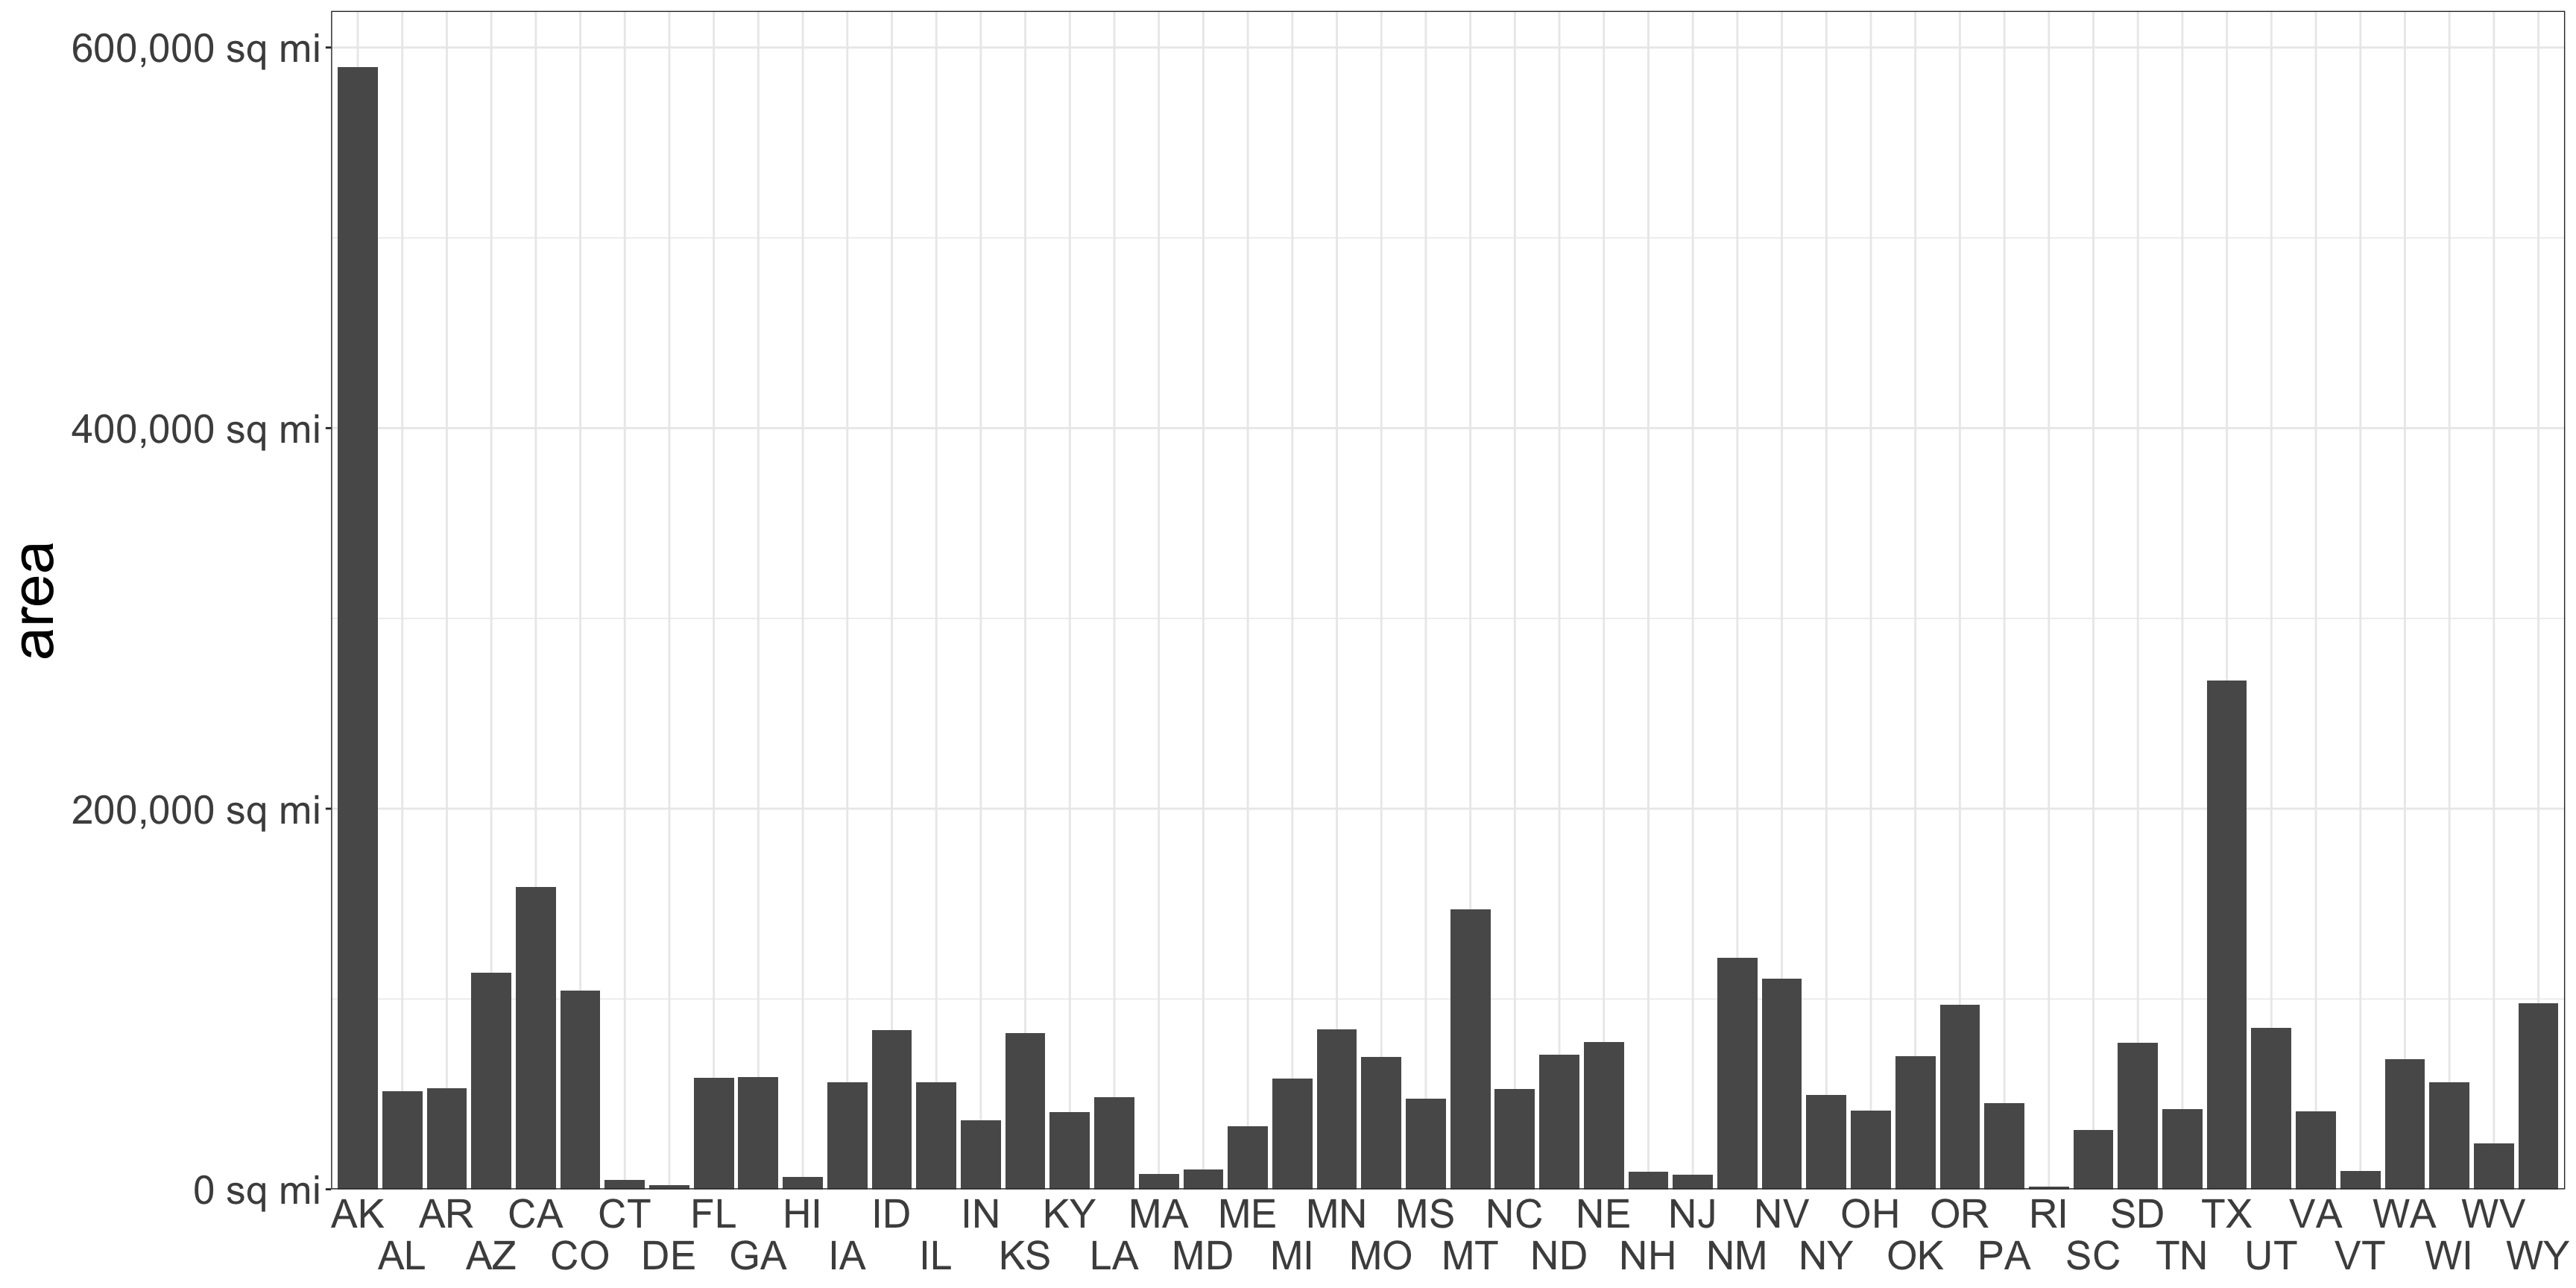 area
600,000 sq mi
400,000 sq mi
200,000 sq mi
0 sq mi
AK AR CA CT FL HI ID IN KY MA ME MN MS NC NE NJ NV OH OR RI SD TX VA WA WV
AL AZ CO DE GA IA IL KS LA MD MI MO MT ND NH NM NY OK PA SC TN UT VT WI WY